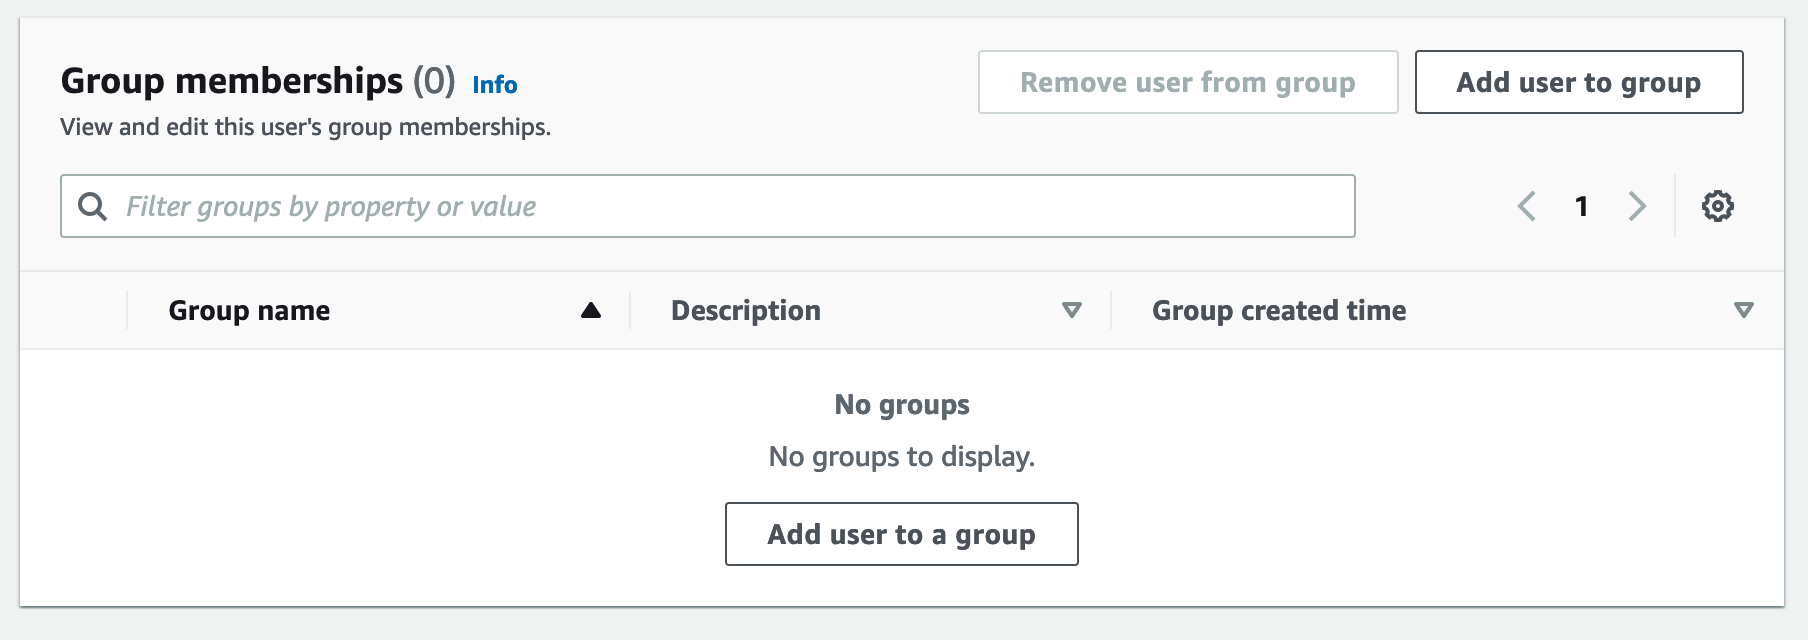 Group memberships (0) Info
Remove user from group
Add user to group
View and edit this user's group memberships.
Filter groups by property or value
1
Group name
Description
Group created time
No groups
No groups to display.
Add user to a group